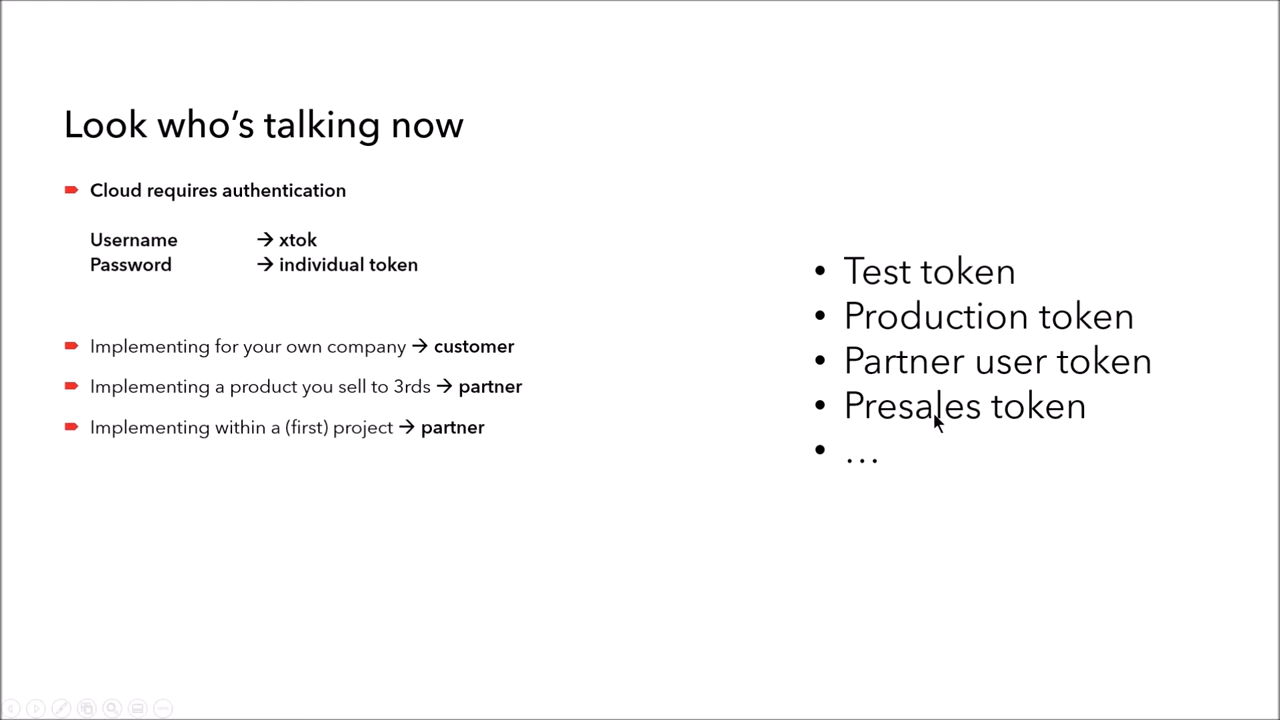 Look who’s talking now
Cloud requires authentication
Username → xtok
Password → individual token
Implementing for your own company → customer
Implementing a product you sell to 3rds → partner
Implementing within a (first) project → partner
• Test token
• Production token
• Partner user token
• Presales token
• …